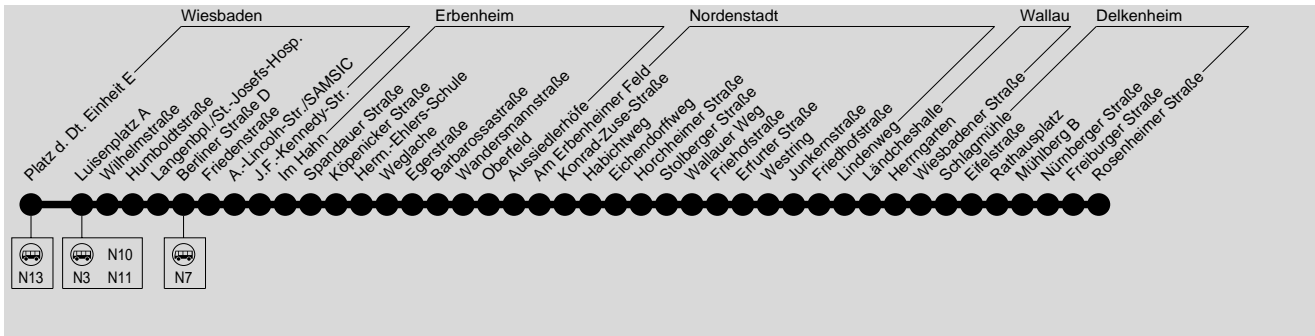 Wiesbaden
Erbenheim
Nordenstadt
Wallau
Delkenheim
Platz d. Dt. Einheit E
Luisenplatz A
Wilhelmstraße
Humboldtstraße
Langenbpl./St.-Josefs-Hosp.
Berliner Straße D
Friedenstraße
A.-Lincoln-Str./SAMSIC
J.F.-Kennedy-Str.
Im Hahn
Spandauer Straße
Köpenicker Straße
Herm.-Ehlers-Schule
Weglache
Egerstraße
Barbarossastraße
Wandersmannstraße
Oberfeld
Aussiedlerhöfe
Am Erbenheimer Feld
Konrad-Zuse-Straße
Habichtweg
Eichendorffweg
Horchheimer Straße
Stolberger Straße
Wallauer Weg
Friehofstraße
Erfurter Straße
Westring
Junkernstraße
Friedhofstraße
Lindenweg
Ländcheshalle
Herrngarten
Wiesbadener Straße
Schlagmühle
Eifelstraße
Rathausplatz
Mühlberg B
Nürnberger Straße
Freiburger Straße
Rosenheimer Straße
N13
N3 N10
N11
N7